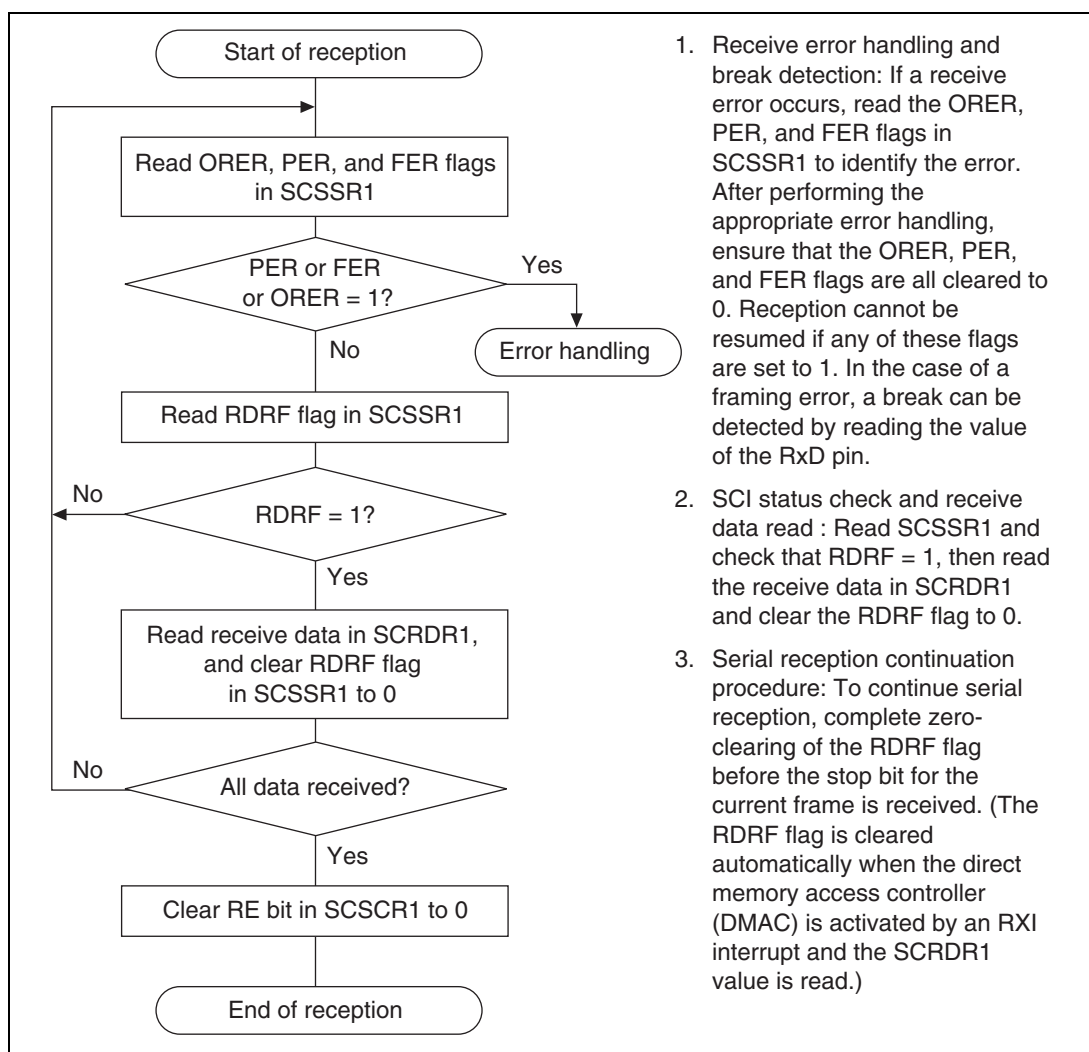 Start of reception
Read ORER, PER, and FER flags
in SCSSR1
PER or FER
or ORER = 1?
Yes
Error handling
No
Read RDRF flag in SCSSR1
No
RDRF = 1?
Yes
Read receive data in SCRDR1,
and clear RDRF flag
in SCSSR1 to 0
No
All data received?
Yes
Clear RE bit in SCSCR1 to 0
End of reception
1. Receive error handling and
break detection: If a receive
error occurs, read the ORER,
PER, and FER flags in
SCSSR1 to identify the error.
After performing the
appropriate error handling,
ensure that the ORER, PER,
and FER flags are all cleared to
0. Reception cannot be
resumed if any of these flags
are set to 1. In the case of a
framing error, a break can be
detected by reading the value
of the RxD pin.
2. SCI status check and receive
data read : Read SCSSR1 and
check that RDRF = 1, then read
the receive data in SCRDR1
and clear the RDRF flag to 0.
3. Serial reception continuation
procedure: To continue serial
reception, complete zero-
clearing of the RDRF flag
before the stop bit for the
current frame is received. (The
RDRF flag is cleared
automatically when the direct
memory access controller
(DMAC) is activated by an RXI
interrupt and the SCRDR1
value is read.)